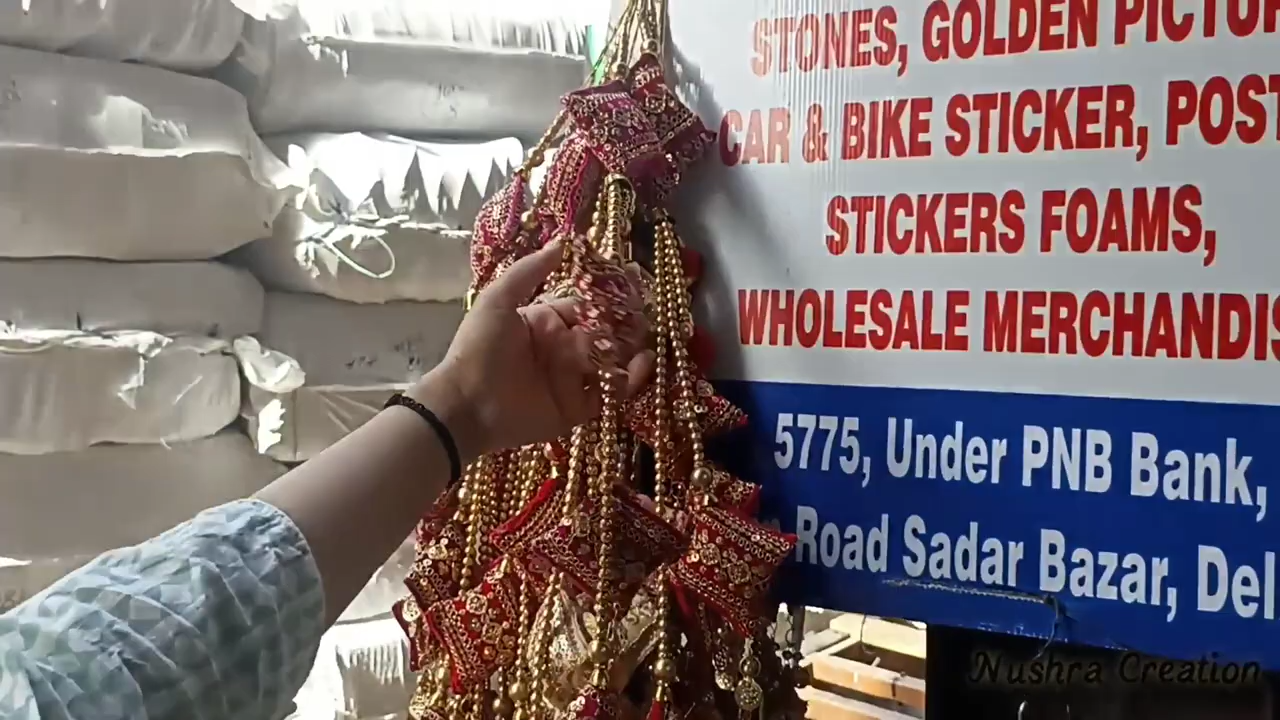 STONES, GOLDEN PICTUR
CAR & BIKE STICKER, POST
STICKERS FOAMS,
WHOLESALE MERCHANDIS
5775, Under PNB Bank,
Road Sadar Bazar, Del
Nushra Creation